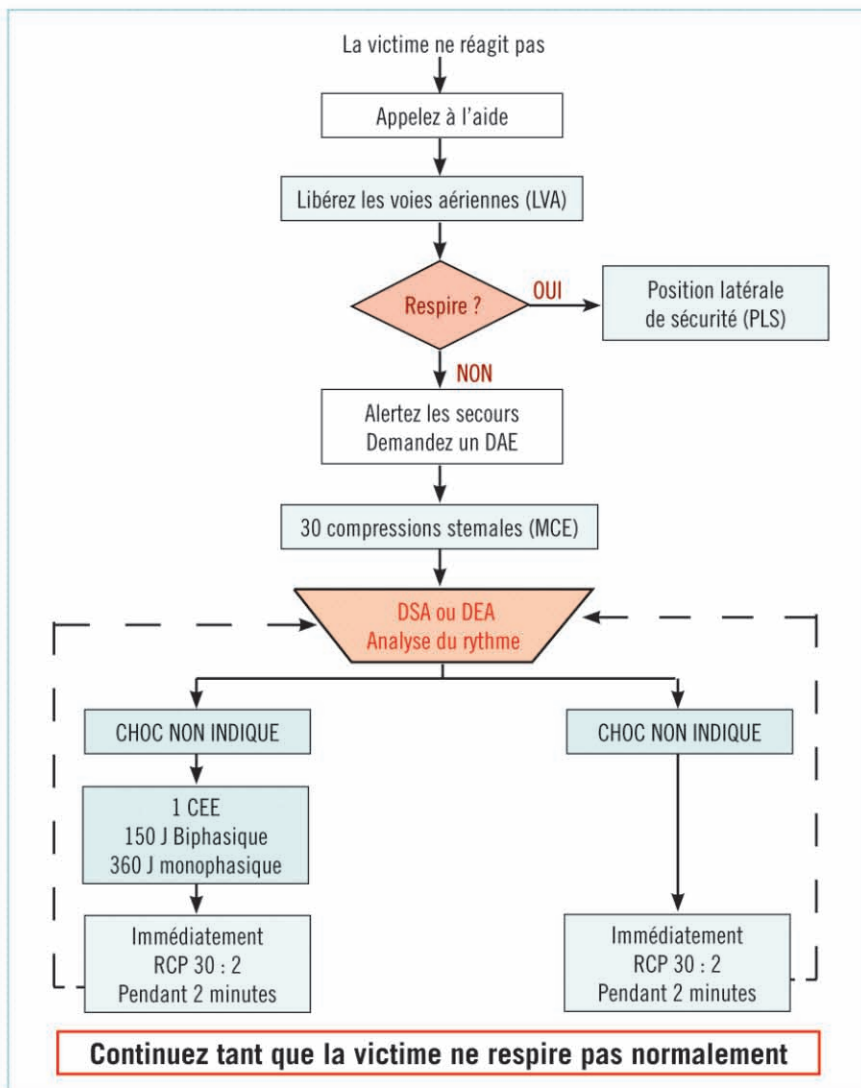 La victime ne réagit pas
Appelez à l'aide
Libérez les voies aériennes (LVA)
Respire ?
OUI
Position latérale
de sécurité (PLS)
NON
Alertez les secours
Demandez un DAE
30 compressions stemales (MCE)
DSA ou DEA
Analyse du rythme
CHOC NON INDIQUE
CHOC NON INDIQUE
1 CEE
150 J Biphasique
360 J monophasique
Immédiatement
RCP 30 : 2
Pendant 2 minutes
Immédiatement
RCP 30 : 2
Pendant 2 minutes
Continuez tant que la victime ne respire pas normalement